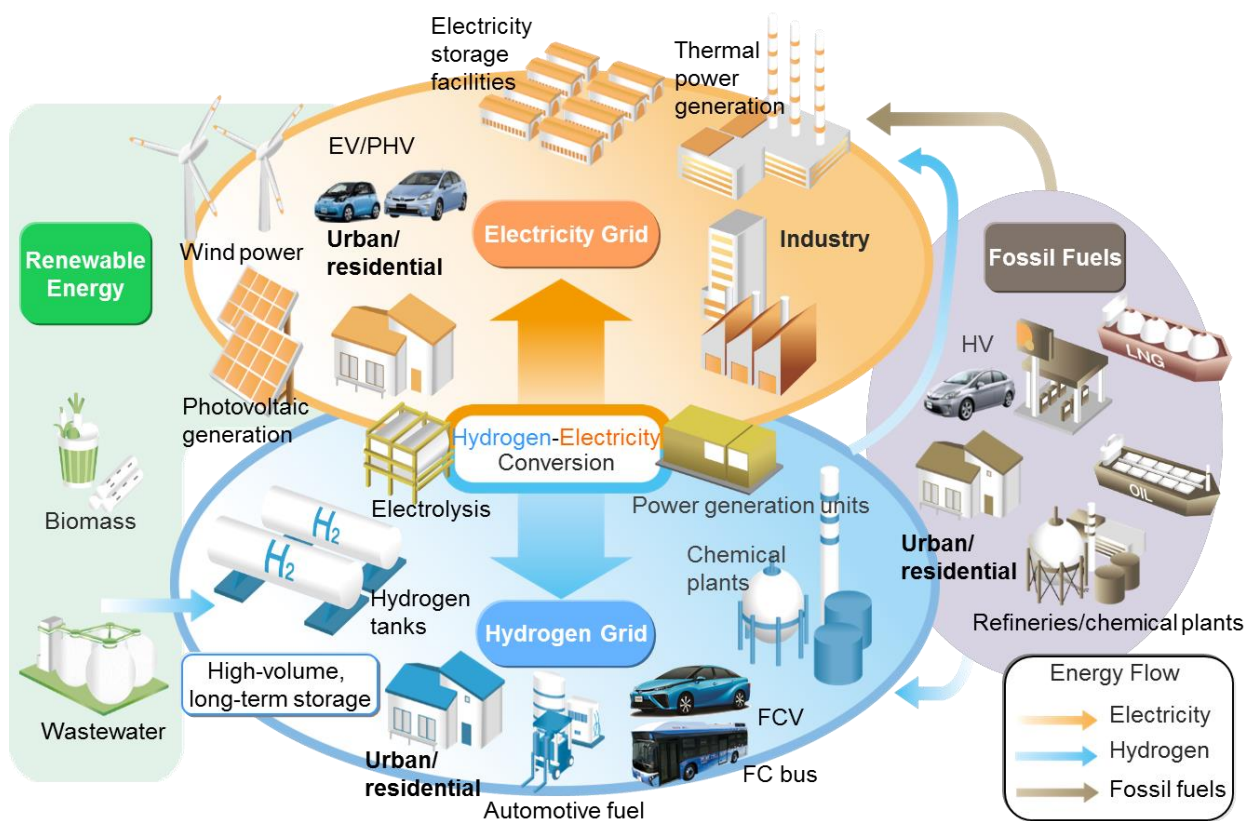 Electricity
storage
facilities
Thermal
power
generation
EV/PHV
Urban/
residential
Electricity Grid
Industry
Renewable
Energy
Wind power
Fossil Fuels
LNG
HV
Photovoltaic
generation
Hydrogen-Electricity
Conversion
Electrolysis
Power generation units
Biomass
OIL
Urban/
residential
Refineries/chemical plants
H2
H2
Hydrogen
tanks
Chemical
plants
Hydrogen Grid
High-volume,
long-term storage
Wastewater
Urban/
residential
Automotive fuel
FCV
FC bus
Energy Flow
Electricity
Hydrogen
Fossil fuels